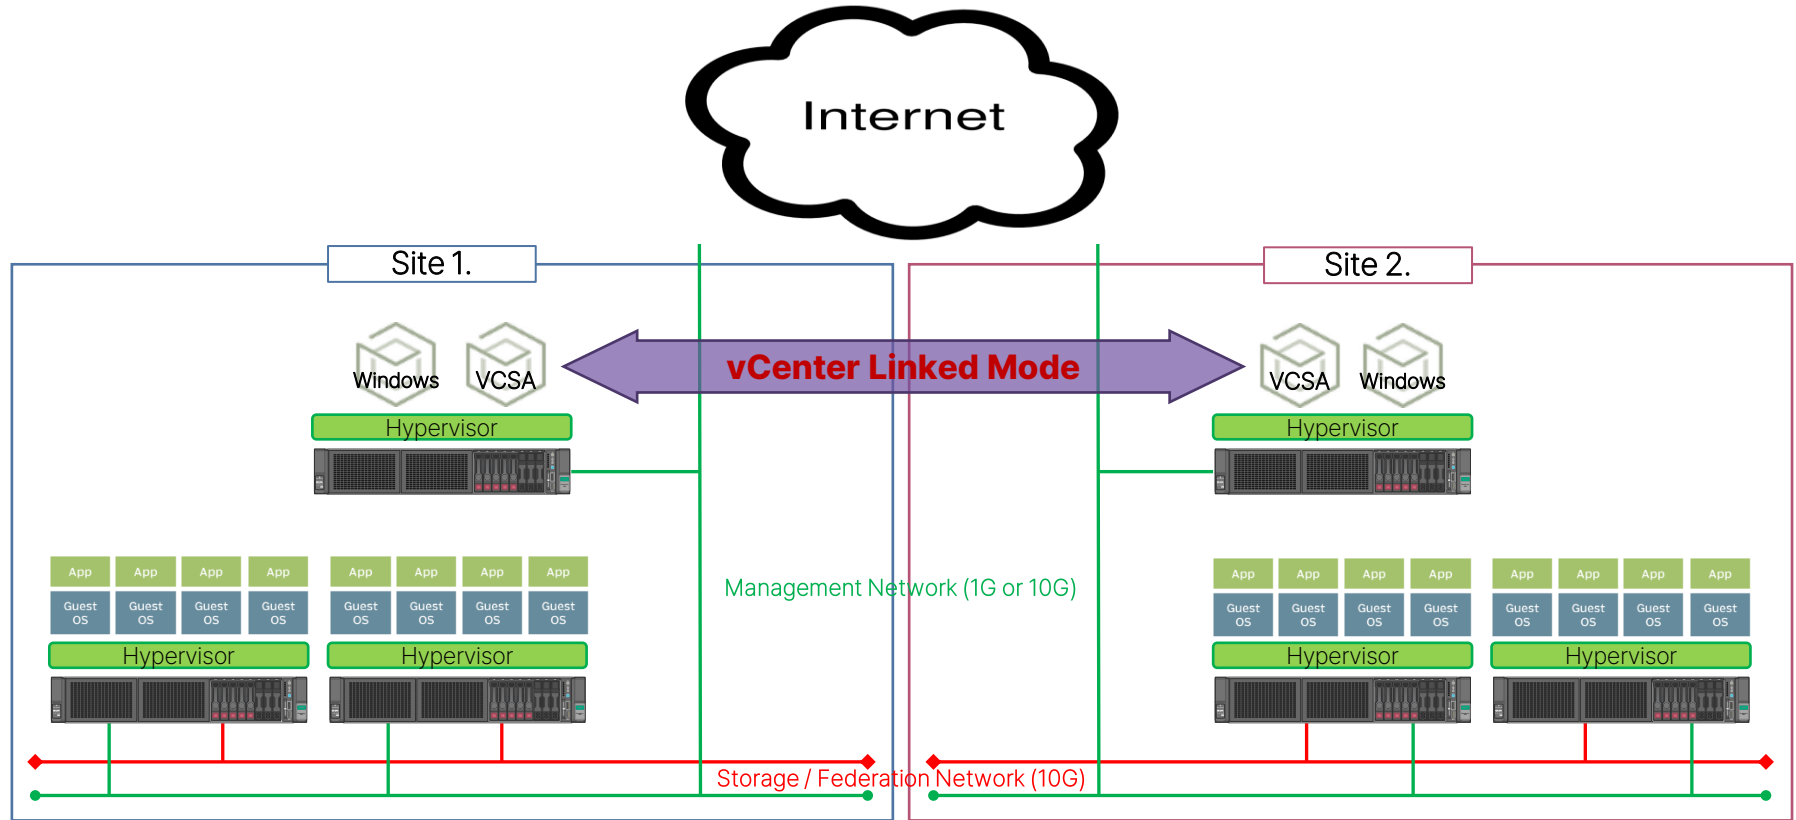 Internet
Site 1.
Site 2.
Windows
VCSA
vCenter Linked Mode
VCSA
Windows
Hypervisor
Hypervisor
App
App
App
App
App
App
App
App
Management Network (1G or 10G)
App
App
App
App
App
App
App
App
Guest
OS
Guest
OS
Guest
OS
Guest
OS
Guest
OS
Guest
OS
Guest
OS
Guest
OS
Guest
OS
Guest
OS
Guest
OS
Guest
OS
Guest
OS
Guest
OS
Guest
OS
Guest
OS
Hypervisor
Hypervisor
Hypervisor
Hypervisor
Storage / Federation Network (10G)